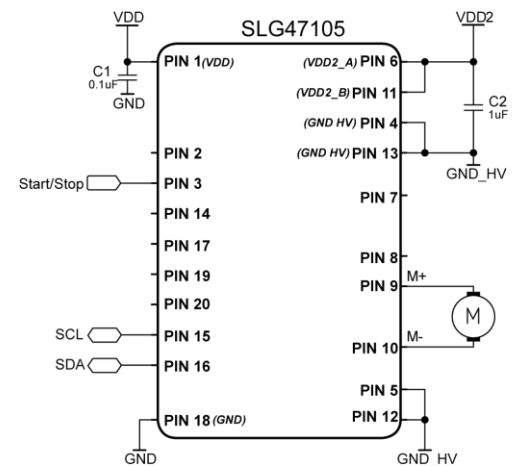 VDD
SLG47105
VDD2
PIN 1(VDD)
(VDD2_A) PIN 6
C1
0.1uF
GND
(VDD2_B) PIN 11
C2
1uF
(GND HV) PIN 4
PIN 2
(GND HV) PIN 13
GND_HV
Start/Stop
PIN 3
PIN 7
PIN 14
PIN 17
PIN 8
PIN 19
PIN 9
M+
PIN 20
M
SCL
PIN 15
PIN 10
M-
SDA
PIN 16
PIN 5
PIN 18(GND)
PIN 12
GND
GND_HV